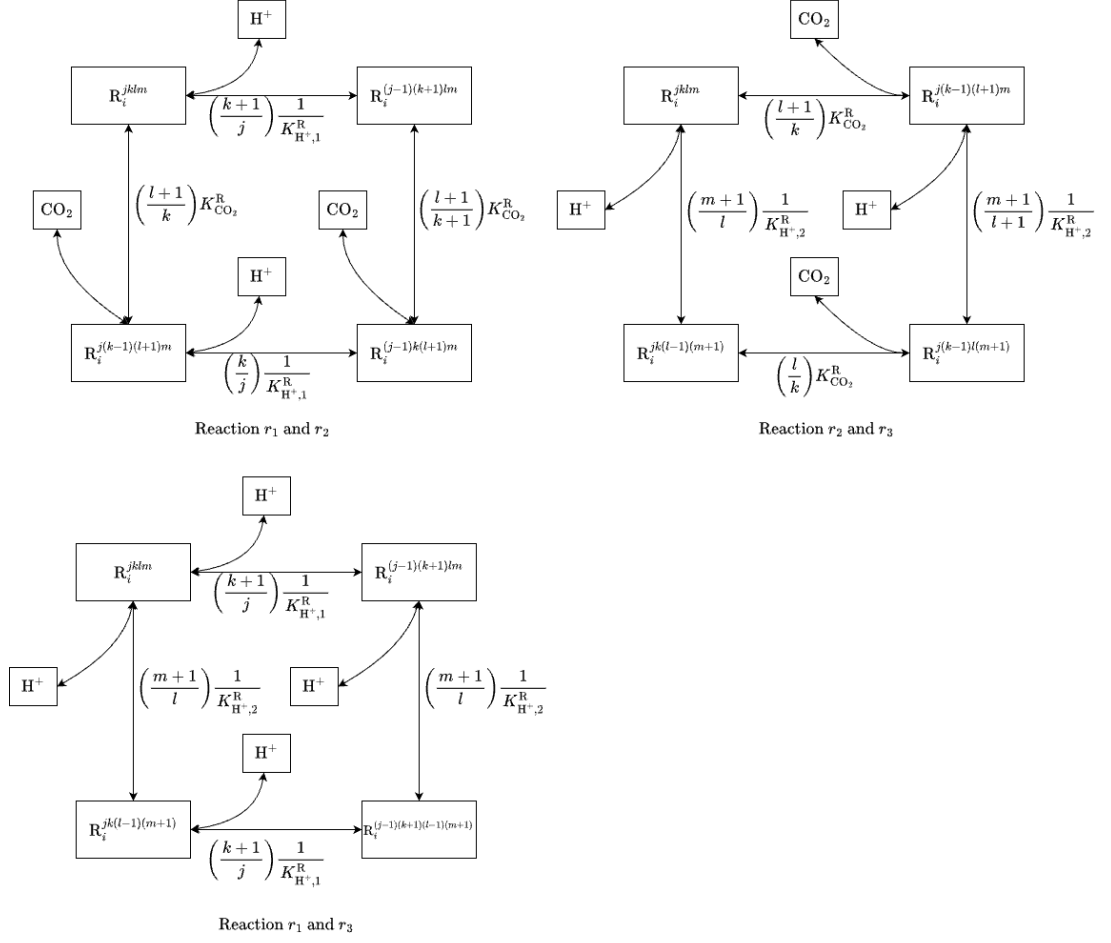 H⁺
R_i^{jklm}
R_i^{(j−1)(k+1)lm}
((k+1)/j) 1/K^R_{H⁺,1}
CO₂
((l+1)/k) K^R_{CO₂}
CO₂
((l+1)/(k+1)) K^R_{CO₂}
H⁺
R_i^{j(k−1)(l+1)m}
R_i^{(j−1)k(l+1)m}
(k/j) 1/K^R_{H⁺,1}
Reaction r₁ and r₂
CO₂
R_i^{jklm}
R_i^{j(k−1)(l+1)m}
((l+1)/k) K^R_{CO₂}
H⁺
((m+1)/l) 1/K^R_{H⁺,2}
H⁺
((m+1)/(l+1)) 1/K^R_{H⁺,2}
CO₂
R_i^{jk(l−1)(m+1)}
R_i^{j(k−1)l(m+1)}
(l/k) K^R_{CO₂}
Reaction r₂ and r₃
H⁺
R_i^{jklm}
R_i^{(j−1)(k+1)lm}
((k+1)/j) 1/K^R_{H⁺,1}
H⁺
((m+1)/l) 1/K^R_{H⁺,2}
H⁺
((m+1)/l) 1/K^R_{H⁺,2}
H⁺
R_i^{jk(l−1)(m+1)}
R_i^{(j−1)(k+1)(l−1)(m+1)}
((k+1)/j) 1/K^R_{H⁺,1}
Reaction r₁ and r₃